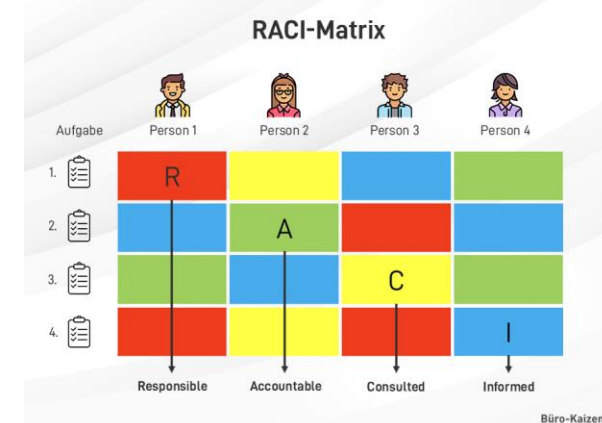 RACI-Matrix
Aufgabe Person 1 Person 2 Person 3 Person 4
1. R
2. A
3. C
4. I
Responsible Accountable Consulted Informed
Büro-Kaizen